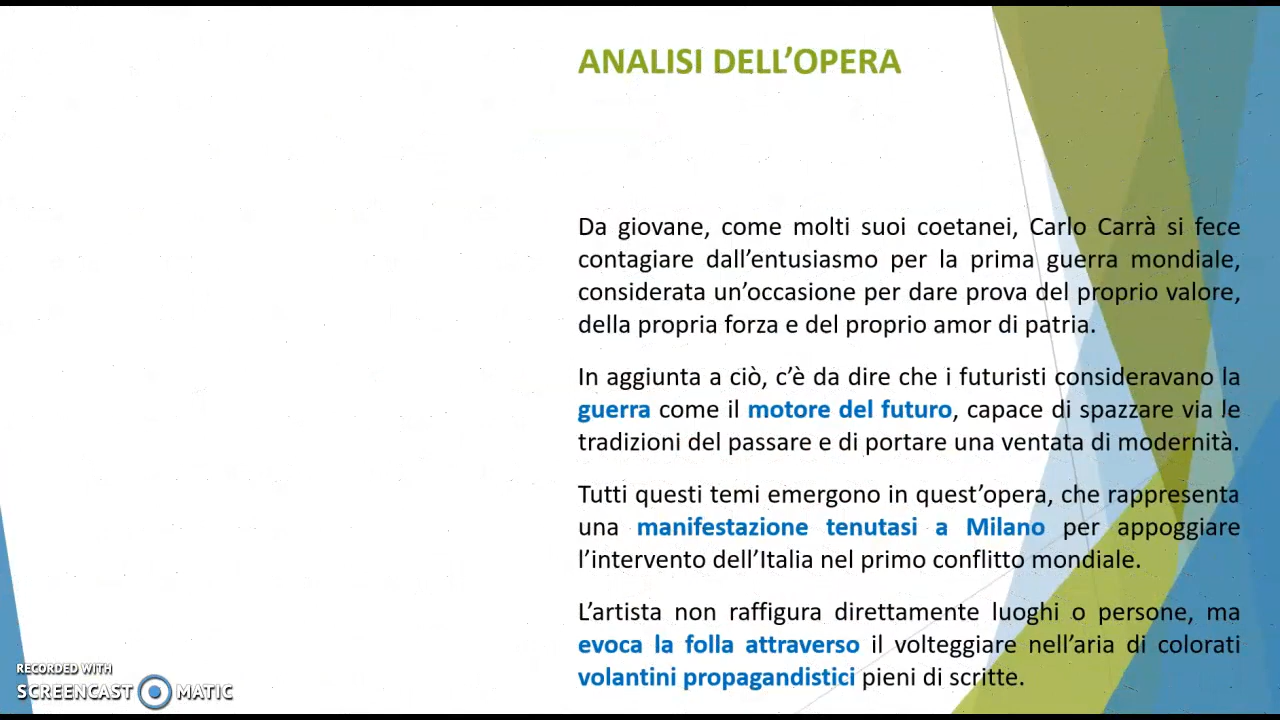 ANALISI DELL’OPERA
Da giovane, come molti suoi coetanei, Carlo Carrà si fece
contagiare dall’entusiasmo per la prima guerra mondiale,
considerata un’occasione per dare prova del proprio valore,
della propria forza e del proprio amor di patria.
In aggiunta a ciò, c’è da dire che i futuristi consideravano la
guerra come il motore del futuro, capace di spazzare via le
tradizioni del passare e di portare una ventata di modernità.
Tutti questi temi emergono in quest’opera, che rappresenta
una manifestazione tenutasi a Milano per appoggiare
l’intervento dell’Italia nel primo conflitto mondiale.
L’artista non raffigura direttamente luoghi o persone, ma
evoca la folla attraverso il volteggiare nell’aria di colorati
volantini propagandistici pieni di scritte.
RECORDED WITH
SCREENCAST MATIC